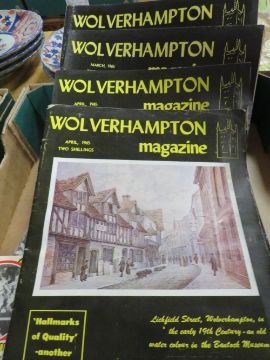 WOLVERHAMPTON
WOLVERHAMPTON
MARCH, 1965
WOLVERHAMPTON
APRIL, 1965
magazine
WOLVERHAMPTON
APRIL, 1965
TWO SHILLINGS
magazine
Lichfield Street, Wolverhampton, in
the early 19th Century-an old
water colour in the Bantock Museum
'Hallmarks
of Quality'
-another